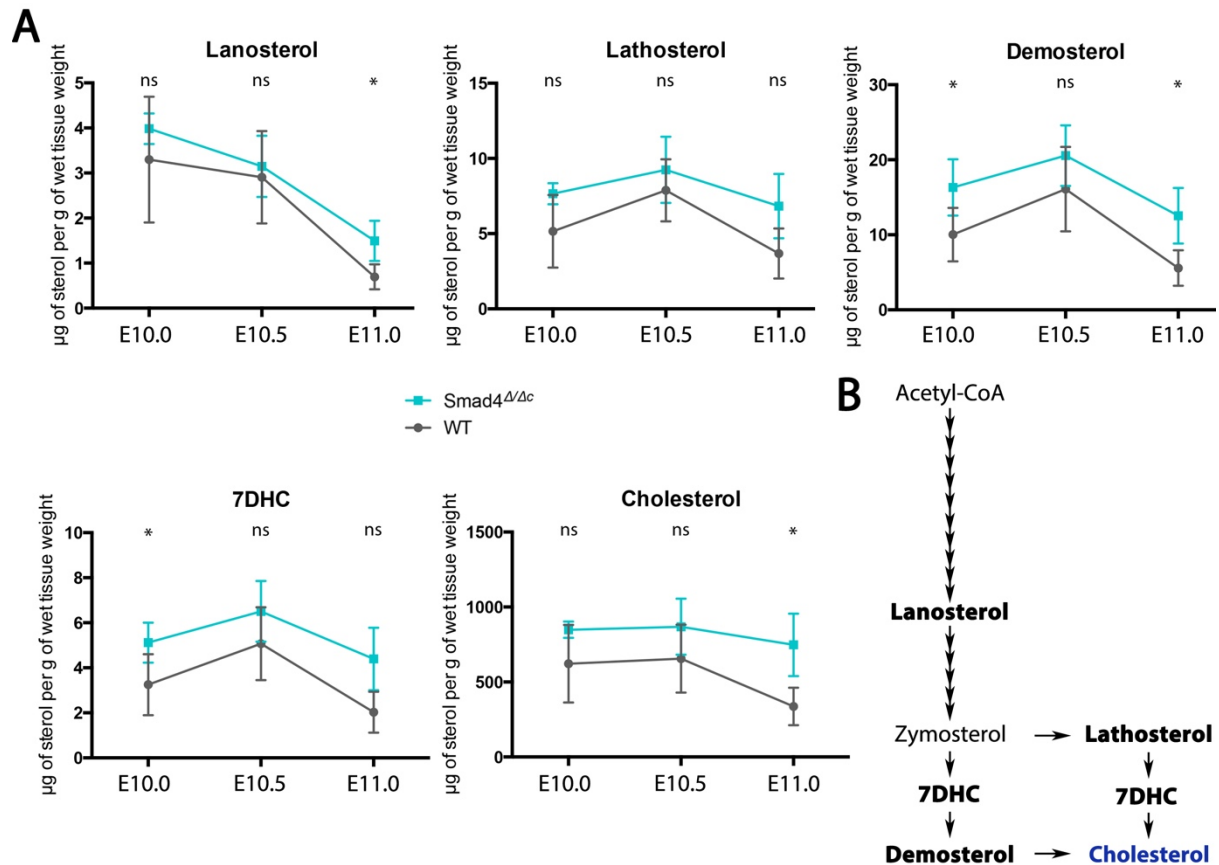 A
Lanosterol
µg of sterol per g of wet tissue weight
5
4
3
2
1
0
ns
ns
*
E10.0
E10.5
E11.0
Lathosterol
µg of sterol per g of wet tissue weight
15
10
5
0
ns
ns
ns
E10.0
E10.5
E11.0
Demosterol
µg of sterol per g of wet tissue weight
30
20
10
0
*
ns
*
E10.0
E10.5
E11.0
Smad4Δ/Δc
WT
7DHC
µg of sterol per g of wet tissue weight
10
8
6
4
2
0
*
ns
ns
E10.0
E10.5
E11.0
Cholesterol
µg of sterol per g of wet tissue weight
1500
1000
500
0
ns
ns
*
E10.0
E10.5
E11.0
B
Acetyl-CoA
Lanosterol
Zymosterol
Lathosterol
7DHC
7DHC
Demosterol
Cholesterol